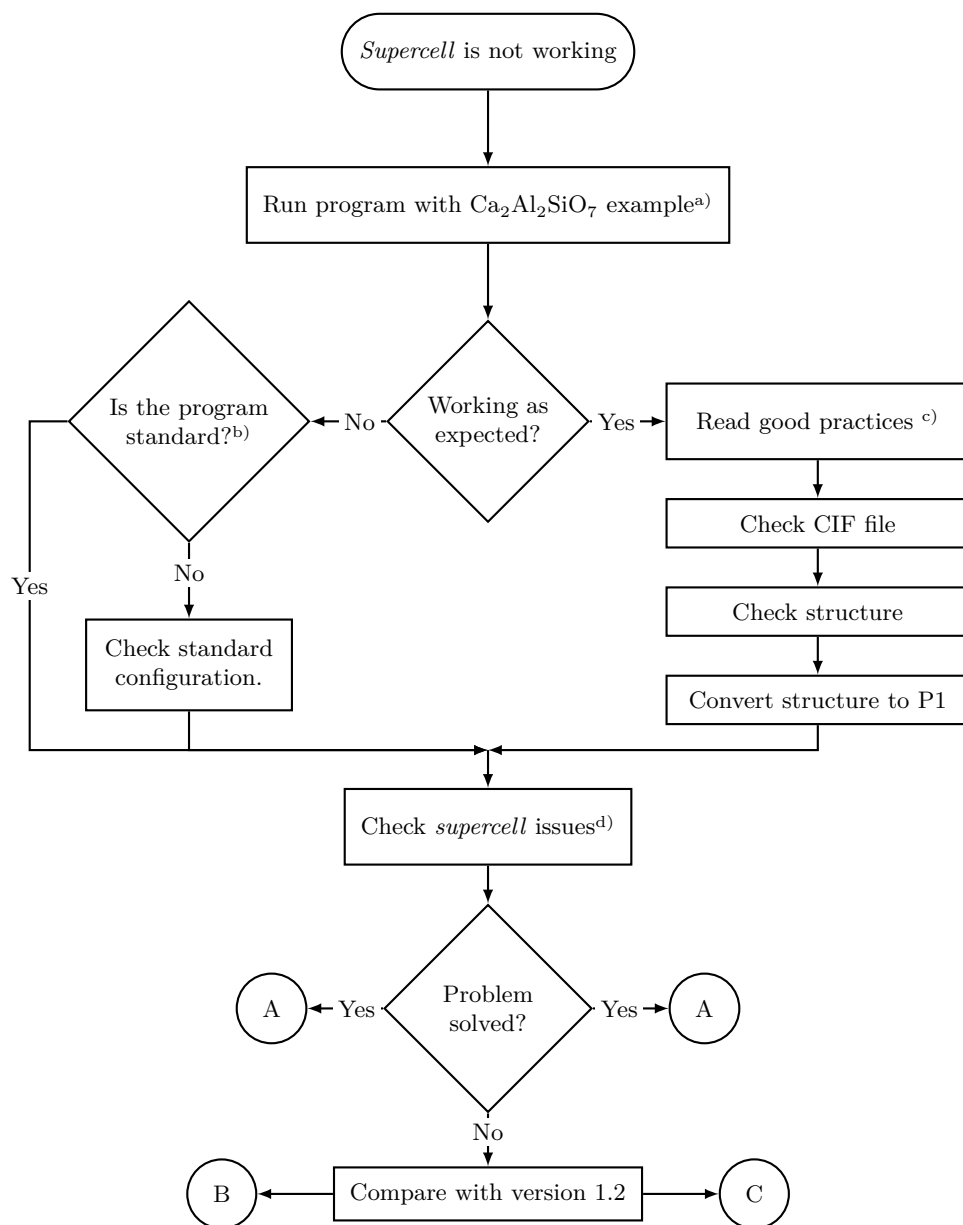 Supercell is not working
Run program with Ca₂Al₂SiO₇ exampleᵃ⁾
Is the program
standard?ᵇ⁾
No
Working as
expected?
Yes
Read good practices ᶜ⁾
Check CIF file
No
Yes
Check structure
Check standard
configuration.
Convert structure to P1
Check supercell issuesᵈ⁾
A
Yes
Problem
solved?
Yes
A
No
B
Compare with version 1.2
C